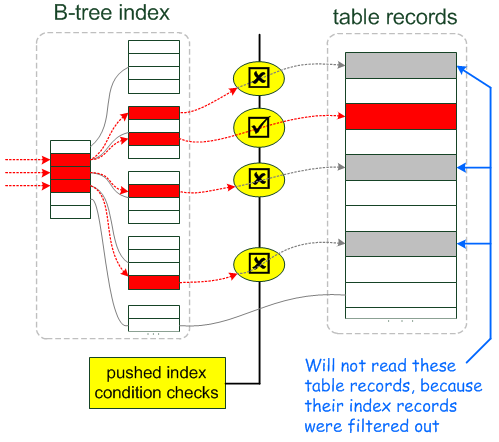 B-tree index
table records
. . .
. . .
pushed index
condition checks
Will not read these
table records, because
their index records
were filtered out